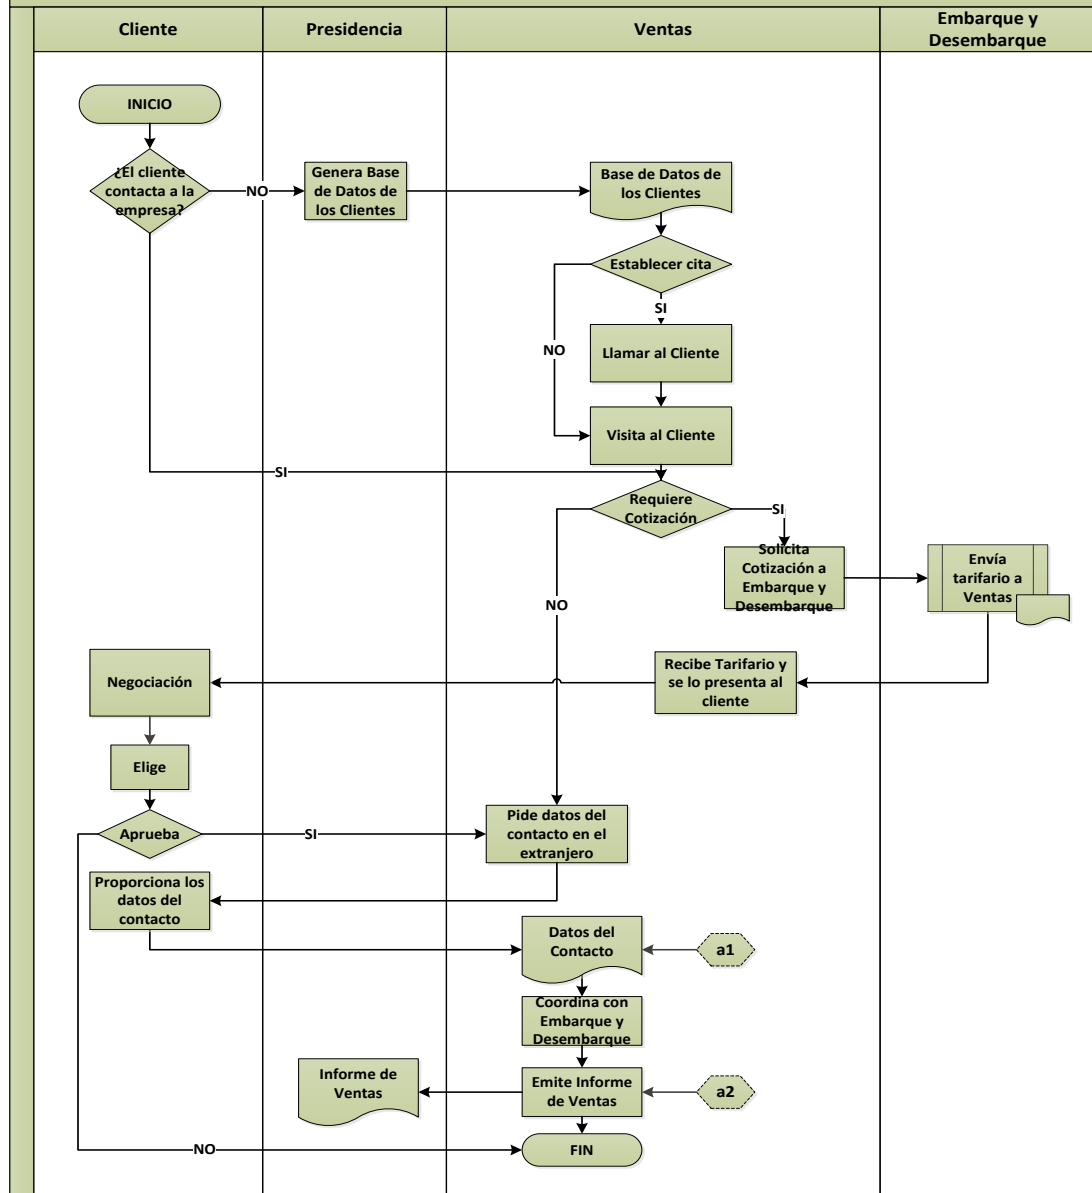 Cliente
Presidencia
Ventas
Embarque y
Desembarque
INICIO
¿El cliente
contacta a la
empresa?
NO
Genera Base
de Datos de
los Clientes
Base de Datos de
los Clientes
Establecer cita
SI
NO
Llamar al Cliente
Visita al Cliente
SI
Requiere
Cotización
SI
Solicita
Cotización a
Embarque y
Desembarque
Envía
tarifario a
Ventas
NO
Negociación
Recibe Tarifario y
se lo presenta al
cliente
Elige
Aprueba
SI
Pide datos del
contacto en el
extranjero
Proporciona los
datos del
contacto
Datos del
Contacto
a1
Coordina con
Embarque y
Desembarque
Informe de
Ventas
Emite Informe
de Ventas
a2
NO
FIN